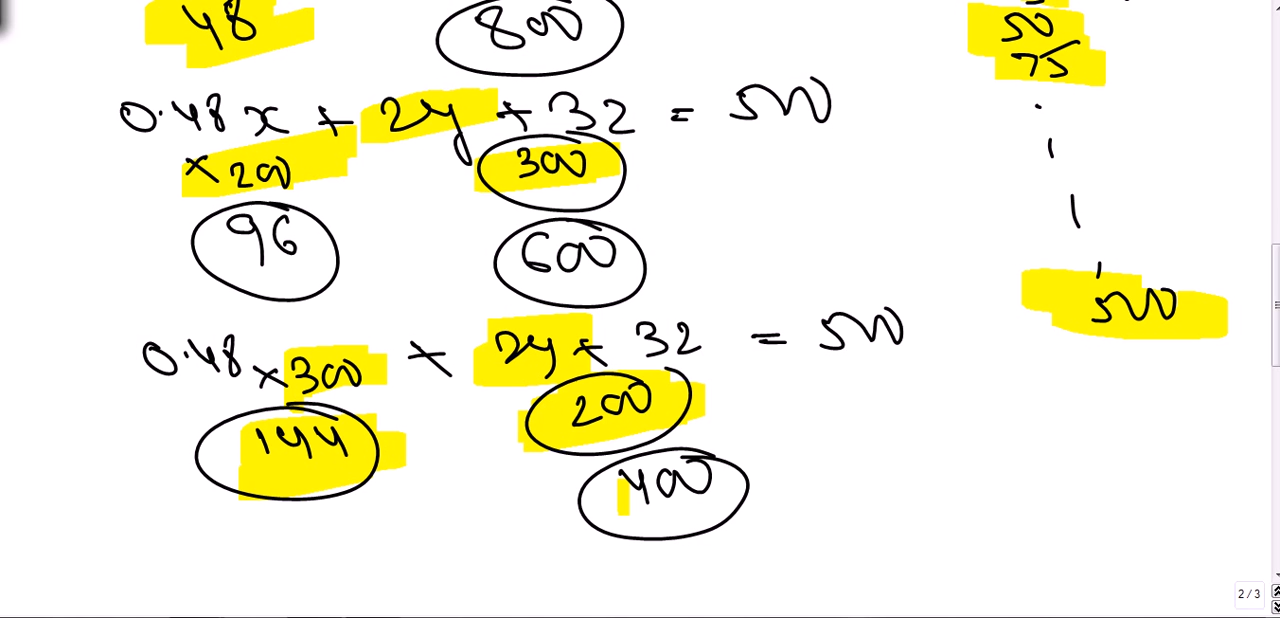 48 800 50
75
0.48x + 2y + 32 = 500
×200 300
96 600
500
0.48×300 + 2y + 32 = 500
200
144
400
2/3